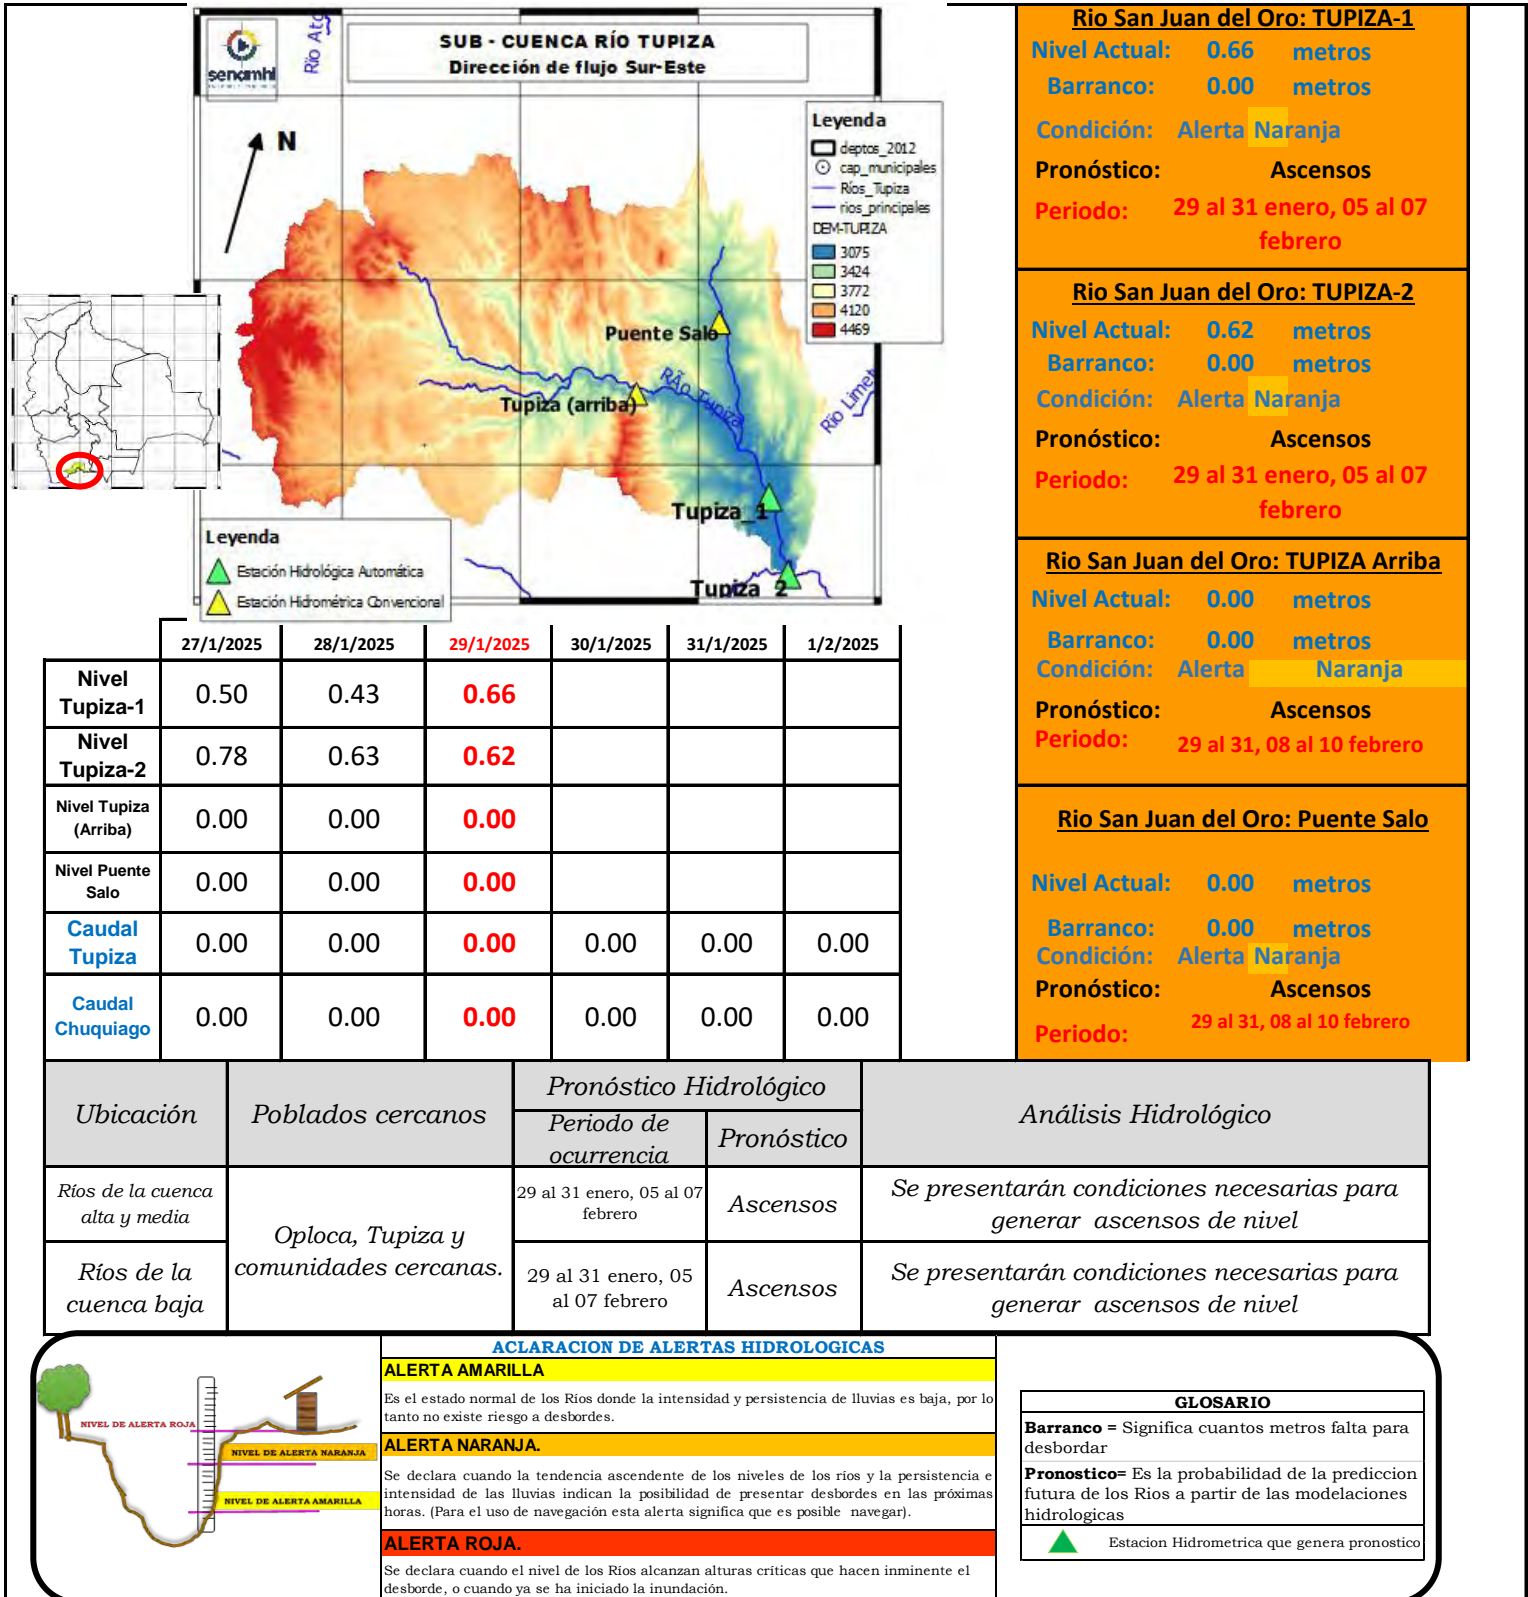 senamhi
Río Ato
SUB - CUENCA RÍO TUPIZA
Dirección de flujo Sur-Este
N
Leyenda
deptos_2012
cap_municipales
Ríos_Tupiza
rios_principales
DEM-TUPIZA
3075
3424
3772
4120
4469
Puente Salo
RÃo Tupiza
Tupiza (arriba)
Rio Limet
Tupiza_1
Tupiza_2
Leyenda
Estación Hidrológica Automática
Estación Hidrométrica Convencional
Rio San Juan del Oro: TUPIZA-1
Nivel Actual: 0.66 metros
Barranco: 0.00 metros
Condición: Alerta Naranja
Pronóstico: Ascensos
Periodo: 29 al 31 enero, 05 al 07
febrero
Rio San Juan del Oro: TUPIZA-2
Nivel Actual: 0.62 metros
Barranco: 0.00 metros
Condición: Alerta Naranja
Pronóstico: Ascensos
Periodo: 29 al 31 enero, 05 al 07
febrero
Rio San Juan del Oro: TUPIZA Arriba
Nivel Actual: 0.00 metros
Barranco: 0.00 metros
Condición: Alerta Naranja
Pronóstico: Ascensos
Periodo: 29 al 31, 08 al 10 febrero
Rio San Juan del Oro: Puente Salo
Nivel Actual: 0.00 metros
Barranco: 0.00 metros
Condición: Alerta Naranja
Pronóstico: Ascensos
Periodo: 29 al 31, 08 al 10 febrero
27/1/2025 28/1/2025 29/1/2025 30/1/2025 31/1/2025 1/2/2025
Nivel
Tupiza-1 0.50 0.43 0.66
Nivel
Tupiza-2 0.78 0.63 0.62
Nivel Tupiza
(Arriba) 0.00 0.00 0.00
Nivel Puente
Salo 0.00 0.00 0.00
Caudal
Tupiza 0.00 0.00 0.00 0.00 0.00 0.00
Caudal
Chuquiago 0.00 0.00 0.00 0.00 0.00 0.00
Ubicación Poblados cercanos Pronóstico Hidrológico Análisis Hidrológico
Periodo de
ocurrencia Pronóstico
Ríos de la cuenca
alta y media
Oploca, Tupiza y
comunidades cercanas.
29 al 31 enero, 05 al 07
febrero
Ascensos
Se presentarán condiciones necesarias para
generar ascensos de nivel
Ríos de la
cuenca baja
29 al 31 enero, 05
al 07 febrero
Ascensos
Se presentarán condiciones necesarias para
generar ascensos de nivel
NIVEL DE ALERTA ROJA
NIVEL DE ALERTA NARANJA
NIVEL DE ALERTA AMARILLA
ACLARACION DE ALERTAS HIDROLOGICAS
ALERTA AMARILLA
Es el estado normal de los Ríos donde la intensidad y persistencia de lluvias es baja, por lo
tanto no existe riesgo a desbordes.
ALERTA NARANJA.
Se declara cuando la tendencia ascendente de los niveles de los ríos y la persistencia e
intensidad de las lluvias indican la posibilidad de presentar desbordes en las próximas
horas. (Para el uso de navegación esta alerta significa que es posible navegar).
ALERTA ROJA.
Se declara cuando el nivel de los Ríos alcanzan alturas críticas que hacen inminente el
desborde, o cuando ya se ha iniciado la inundación.
GLOSARIO
Barranco = Significa cuantos metros falta para
desbordar
Pronostico= Es la probabilidad de la prediccion
futura de los Rios a partir de las modelaciones
hidrologicas
Estacion Hidrometrica que genera pronostico